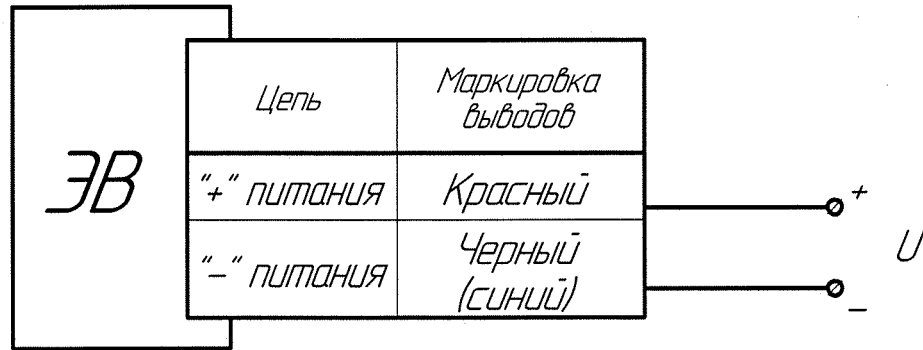 ЭВ
Цепь
Маркировка
выводов
"+" питания
Красный
"–" питания
Черный
(синий)
+
U
–